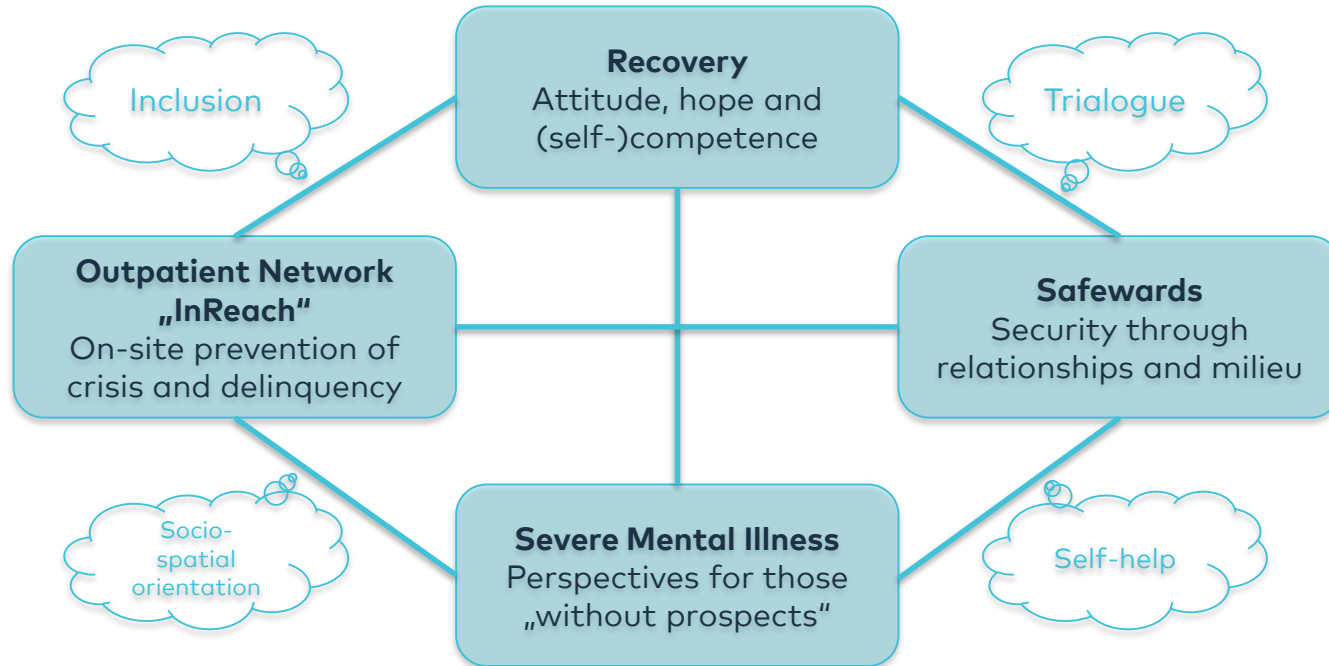 Recovery
Attitude, hope and
(self-)competence
Inclusion
Trialogue
Outpatient Network
„InReach“
On-site prevention of
crisis and delinquency
Safewards
Security through
relationships and milieu
Socio-
spatial
orientation
Severe Mental Illness
Perspectives for those
„without prospects“
Self-help